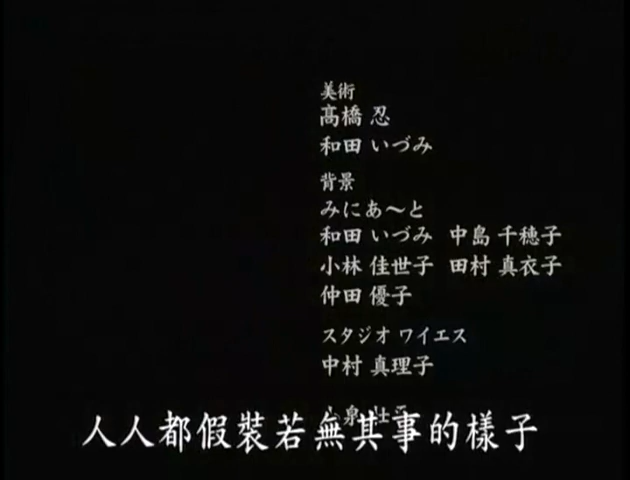 美術
高橋 忍
和田 いづみ
背景
みにあ〜と
和田 いづみ 中島 千穂子
小林 佳世子 田村 真衣子
仲田 優子
スタジオ ワイエス
中村 真理子
人人都假裝若無其事的樣子